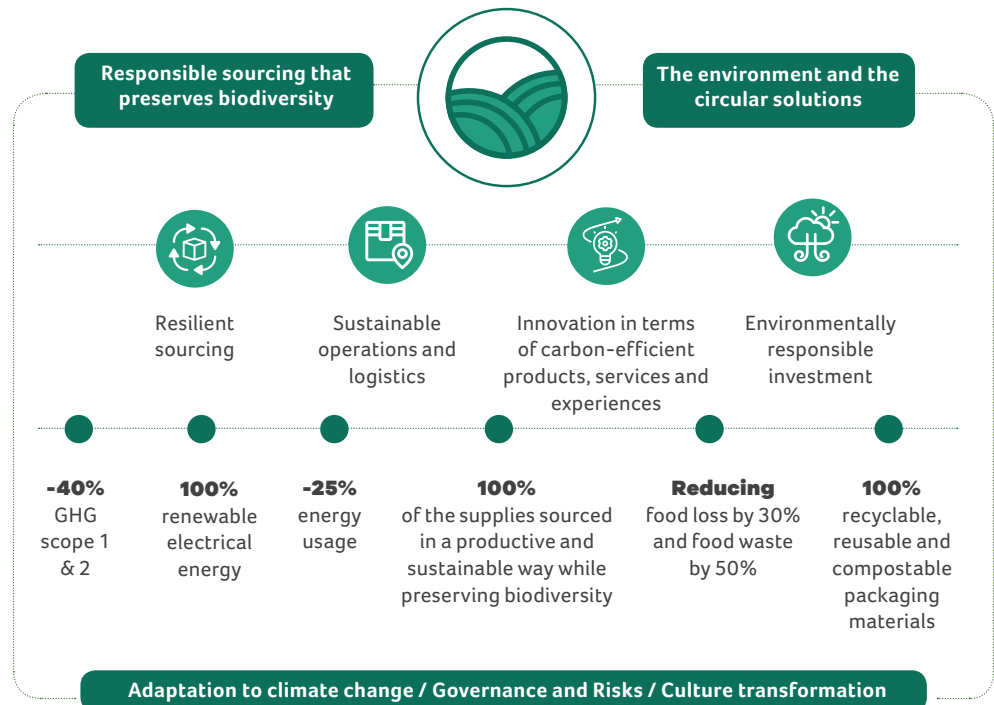 Responsible sourcing that
preserves biodiversity
The environment and the
circular solutions
Resilient
sourcing
Sustainable
operations and
logistics
Innovation in terms
of carbon-efficient
products, services and
experiences
Environmentally
responsible
investment
-40%
GHG
scope 1
& 2
100%
renewable
electrical
energy
-25%
energy
usage
100%
of the supplies sourced
in a productive and
sustainable way while
preserving biodiversity
Reducing
food loss by 30%
and food waste
by 50%
100%
recyclable,
reusable and
compostable
packaging
materials
Adaptation to climate change / Governance and Risks / Culture transformation